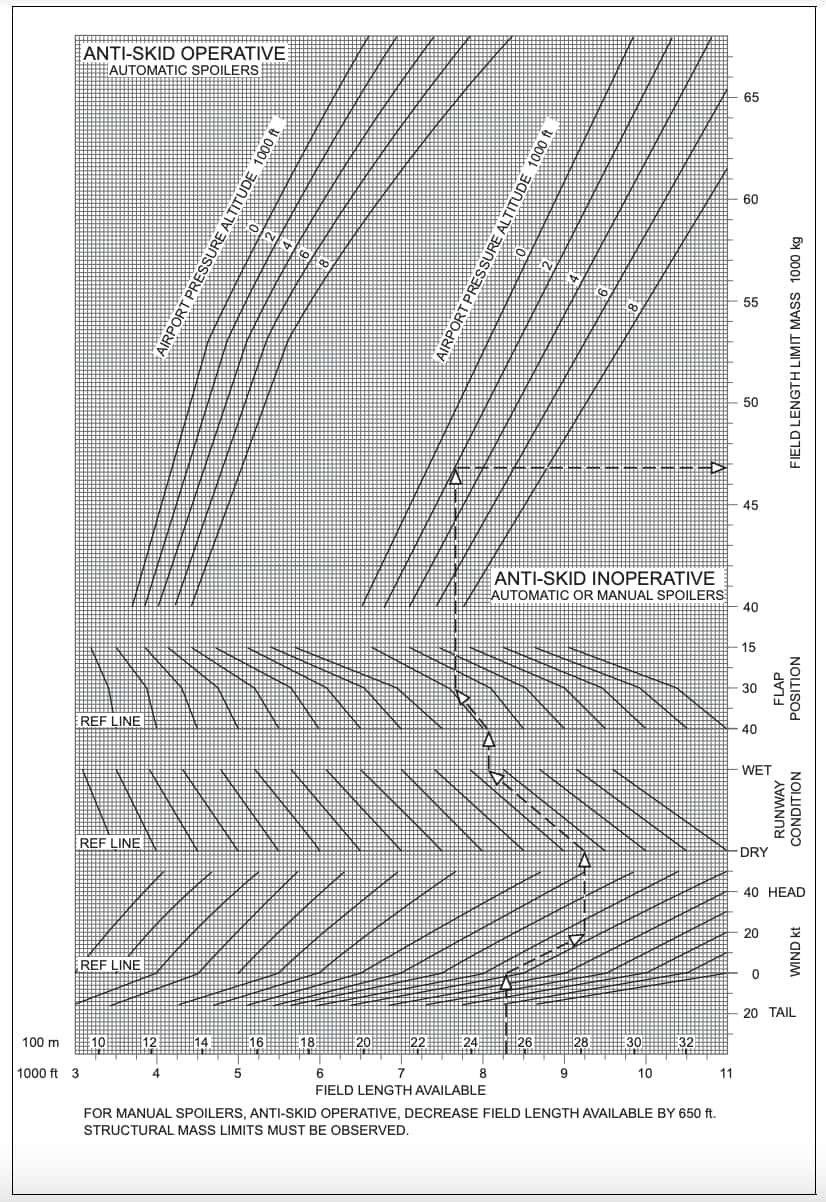 ANTI-SKID OPERATIVE
AUTOMATIC SPOILERS
AIRPORT PRESSURE ALTITUDE 1000 ft
0
2
4
6
8
AIRPORT PRESSURE ALTITUDE 1000 ft
0
2
4
6
8
65
60
55
50
45
40
FIELD LENGTH LIMIT MASS 1000 kg
ANTI-SKID INOPERATIVE
AUTOMATIC OR MANUAL SPOILERS
15
30
40
FLAP
POSITION
REF LINE
WET
DRY
RUNWAY
CONDITION
REF LINE
40 HEAD
20
0
20 TAIL
WIND kt
REF LINE
100 m 10 12 14 16 18 20 22 24 26 28 30 32
1000 ft 3 4 5 6 7 8 9 10 11
FIELD LENGTH AVAILABLE
FOR MANUAL SPOILERS, ANTI-SKID OPERATIVE, DECREASE FIELD LENGTH AVAILABLE BY 650 ft.
STRUCTURAL MASS LIMITS MUST BE OBSERVED.